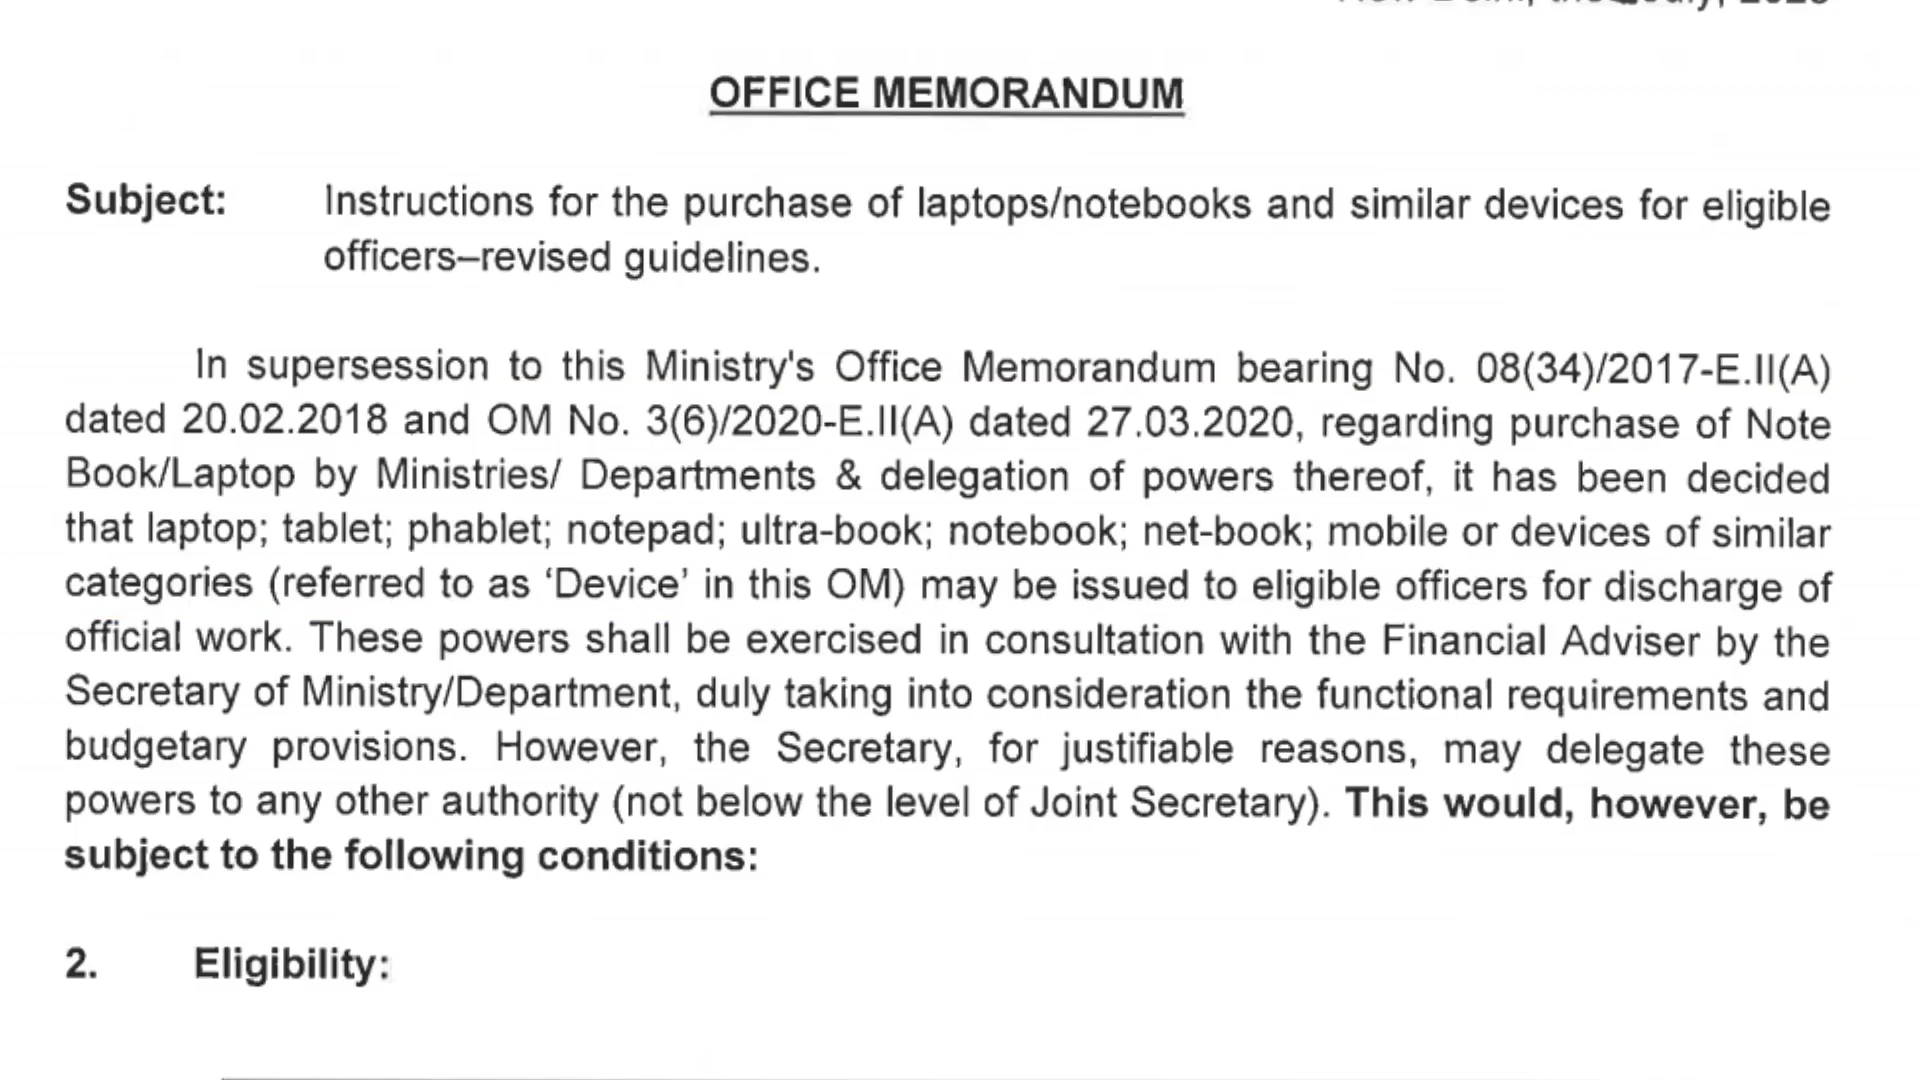 July, 2023
OFFICE MEMORANDUM
Subject: Instructions for the purchase of laptops/notebooks and similar devices for eligible
officers–revised guidelines.
In supersession to this Ministry's Office Memorandum bearing No. 08(34)/2017-E.II(A)
dated 20.02.2018 and OM No. 3(6)/2020-E.II(A) dated 27.03.2020, regarding purchase of Note
Book/Laptop by Ministries/ Departments & delegation of powers thereof, it has been decided
that laptop; tablet; phablet; notepad; ultra-book; notebook; net-book; mobile or devices of similar
categories (referred to as ‘Device’ in this OM) may be issued to eligible officers for discharge of
official work. These powers shall be exercised in consultation with the Financial Adviser by the
Secretary of Ministry/Department, duly taking into consideration the functional requirements and
budgetary provisions. However, the Secretary, for justifiable reasons, may delegate these
powers to any other authority (not below the level of Joint Secretary). This would, however, be
subject to the following conditions:
2. Eligibility: